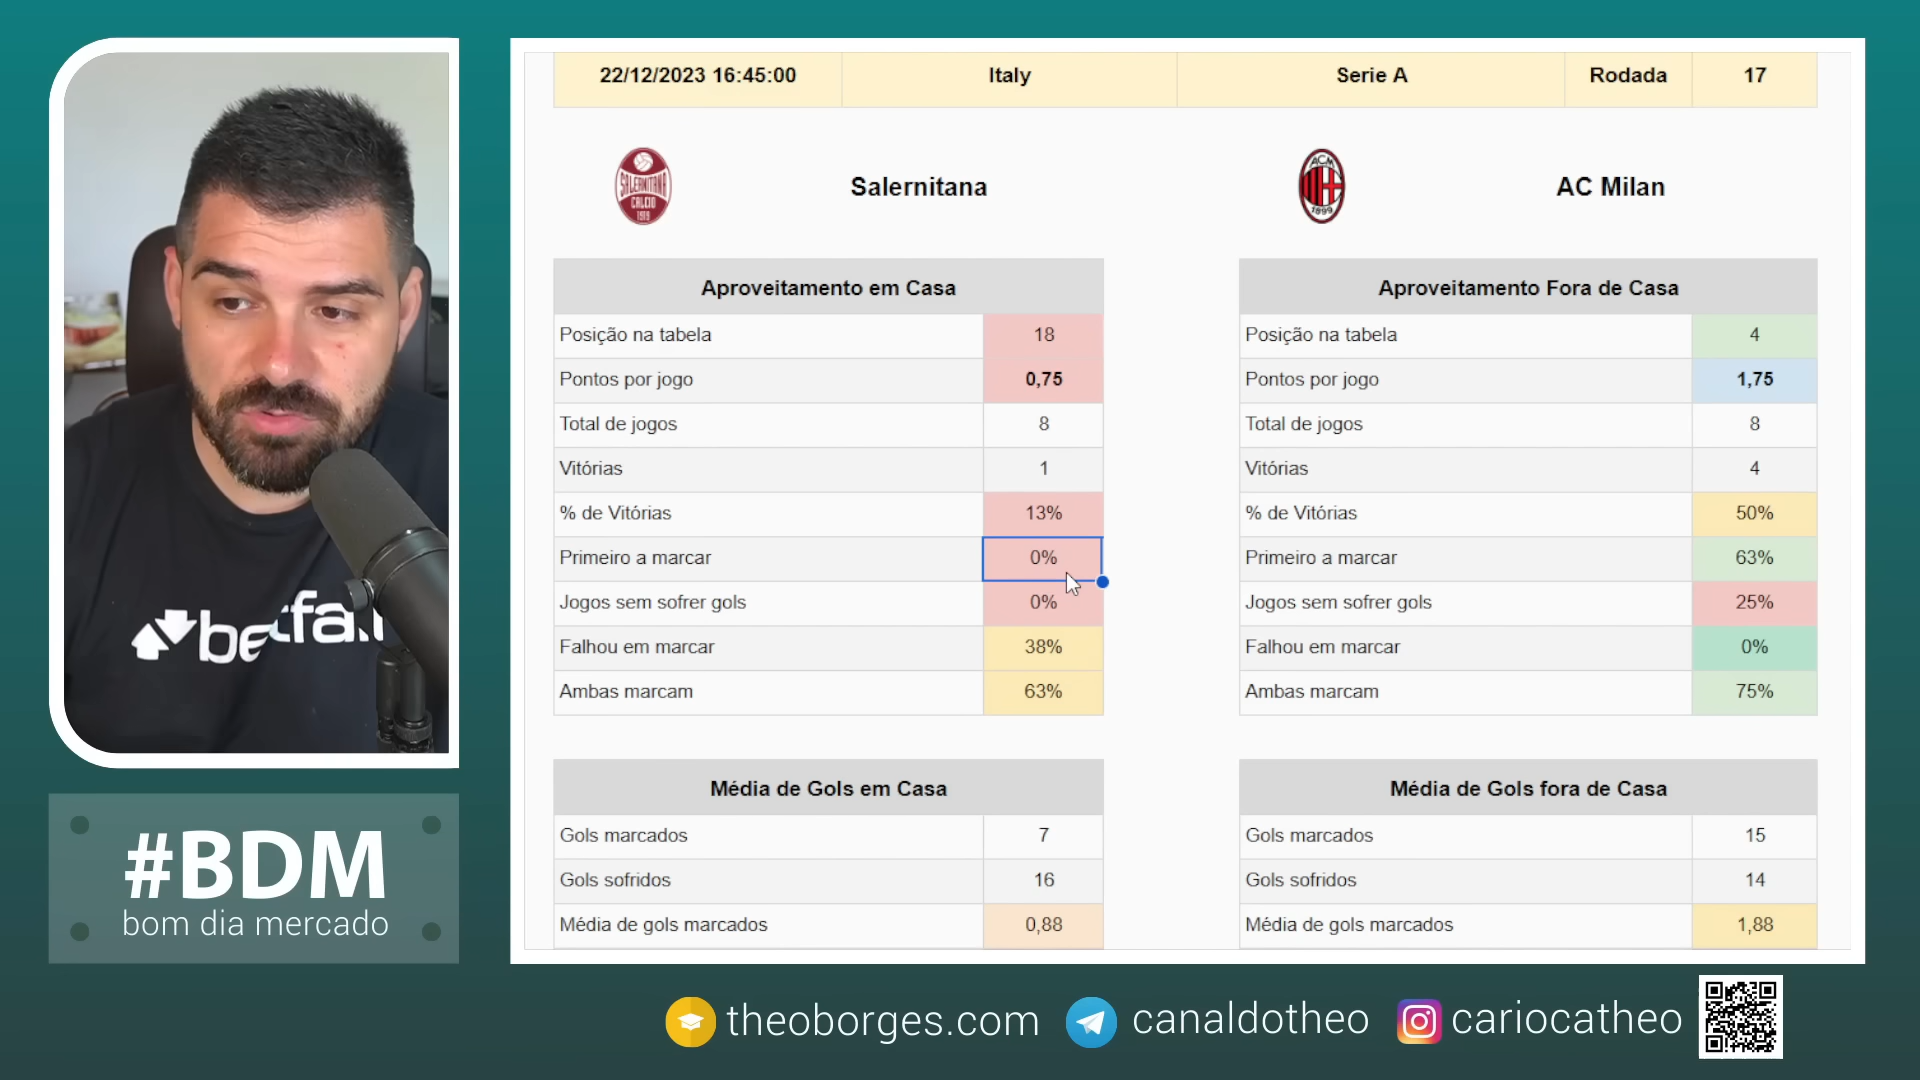 22/12/2023 16:45:00 Italy Serie A Rodada 17
SALERNITANA CALCIO 1919 Salernitana
ACM 1899 AC Milan
Aproveitamento em Casa
Posição na tabela 18
Pontos por jogo 0,75
Total de jogos 8
Vitórias 1
% de Vitórias 13%
Primeiro a marcar 0%
Jogos sem sofrer gols 0%
Falhou em marcar 38%
Ambas marcam 63%
Aproveitamento Fora de Casa
Posição na tabela 4
Pontos por jogo 1,75
Total de jogos 8
Vitórias 4
% de Vitórias 50%
Primeiro a marcar 63%
Jogos sem sofrer gols 25%
Falhou em marcar 0%
Ambas marcam 75%
Média de Gols em Casa
Gols marcados 7
Gols sofridos 16
Média de gols marcados 0,88
Média de Gols fora de Casa
Gols marcados 15
Gols sofridos 14
Média de gols marcados 1,88
betfair
#BDM
bom dia mercado
theoborges.com canaldotheo cariocatheo